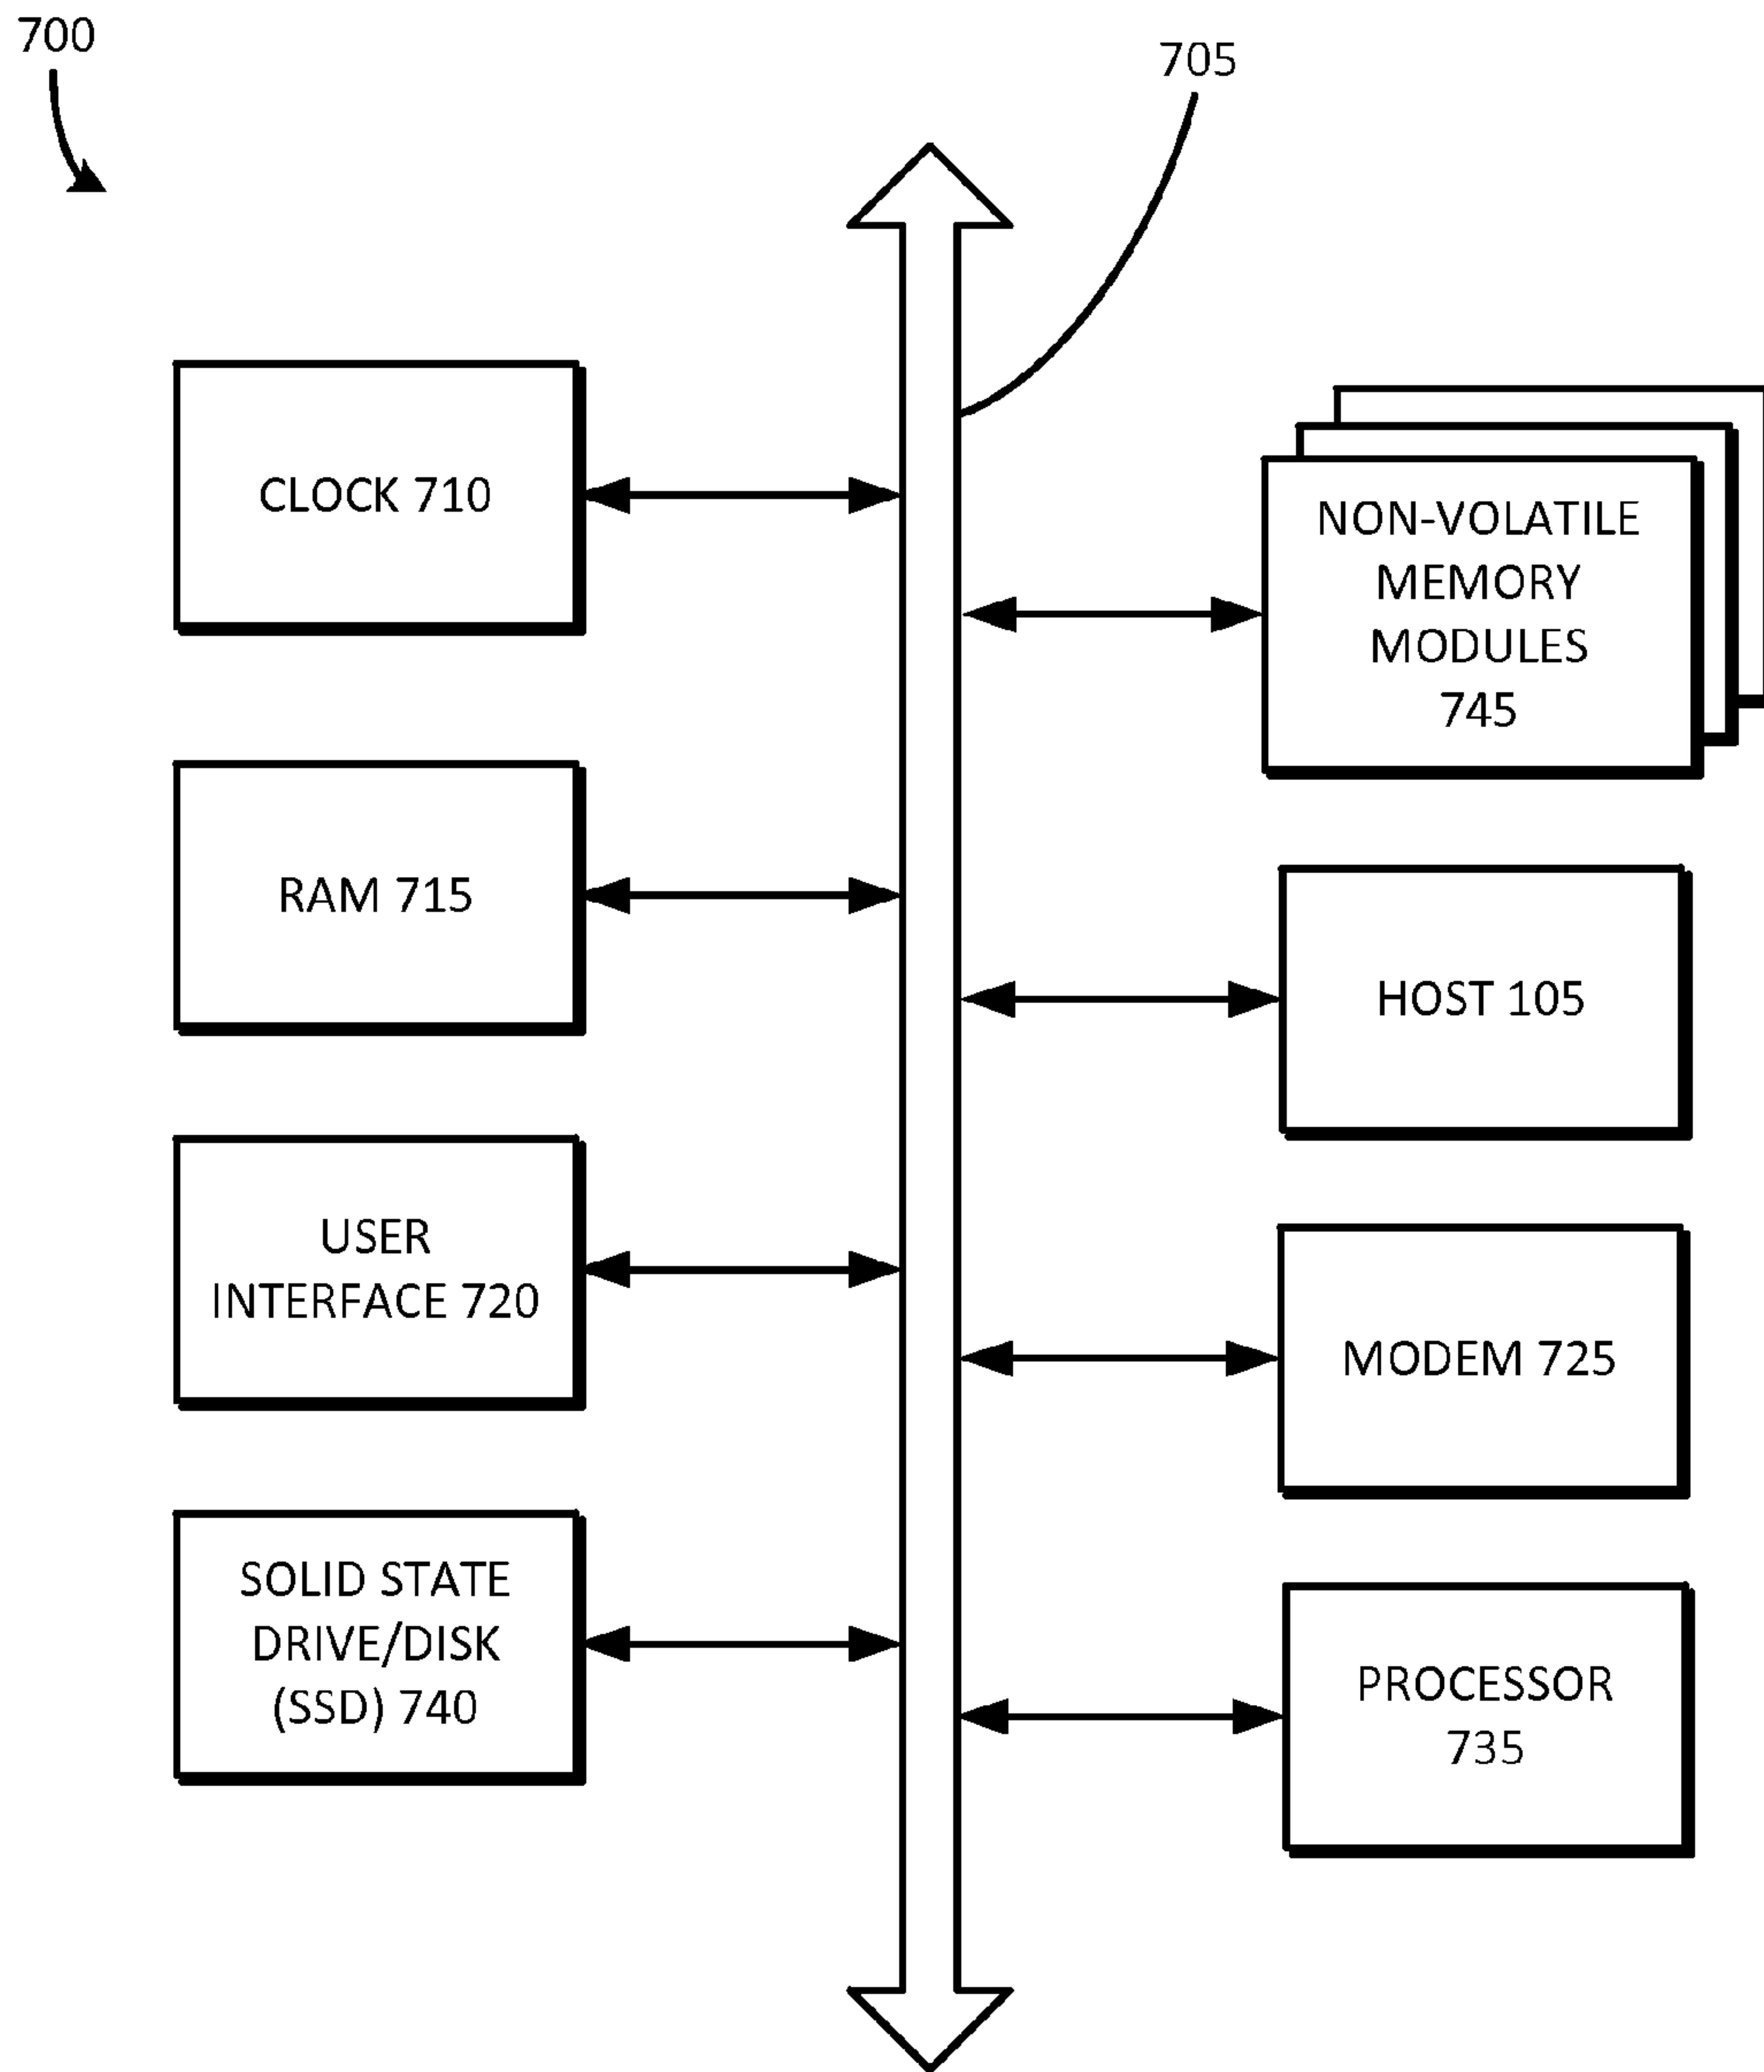 700
705
CLOCK 710
NON-VOLATILE
MEMORY
MODULES
745
RAM 715
HOST 105
USER
INTERFACE 720
MODEM 725
SOLID STATE
DRIVE/DISK
(SSD) 740
PROCESSOR
735